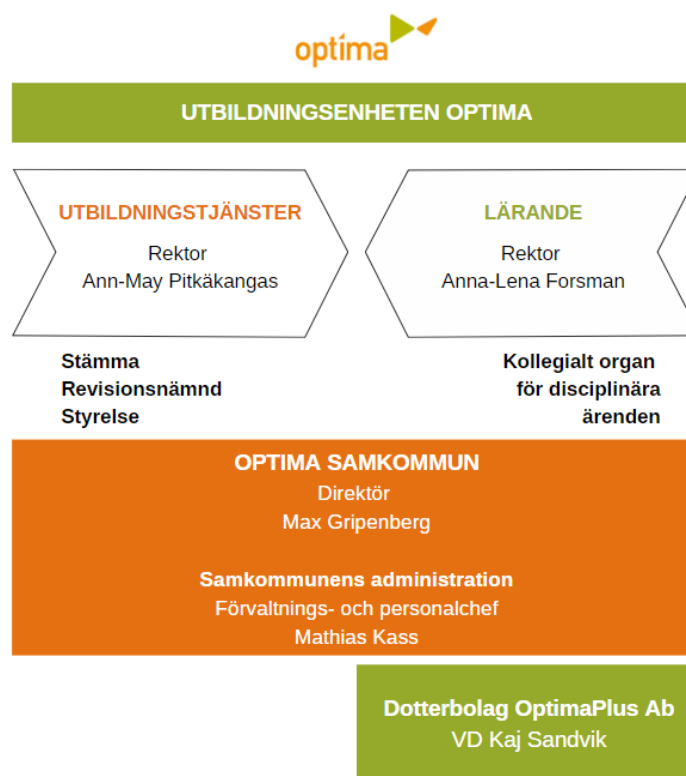 optima
UTBILDNINGSENHETEN OPTIMA
UTBILDNINGSTJÄNSTER
Rektor
Ann-May Pitkäkangas
LÄRANDE
Rektor
Anna-Lena Forsman
Stämma
Revisionsnämnd
Styrelse
Kollegialt organ
för disciplinära
ärenden
OPTIMA SAMKOMMUN
Direktör
Max Gripenberg
Samkommunens administration
Förvaltnings- och personalchef
Mathias Kass
Dotterbolag OptimaPlus Ab
VD Kaj Sandvik